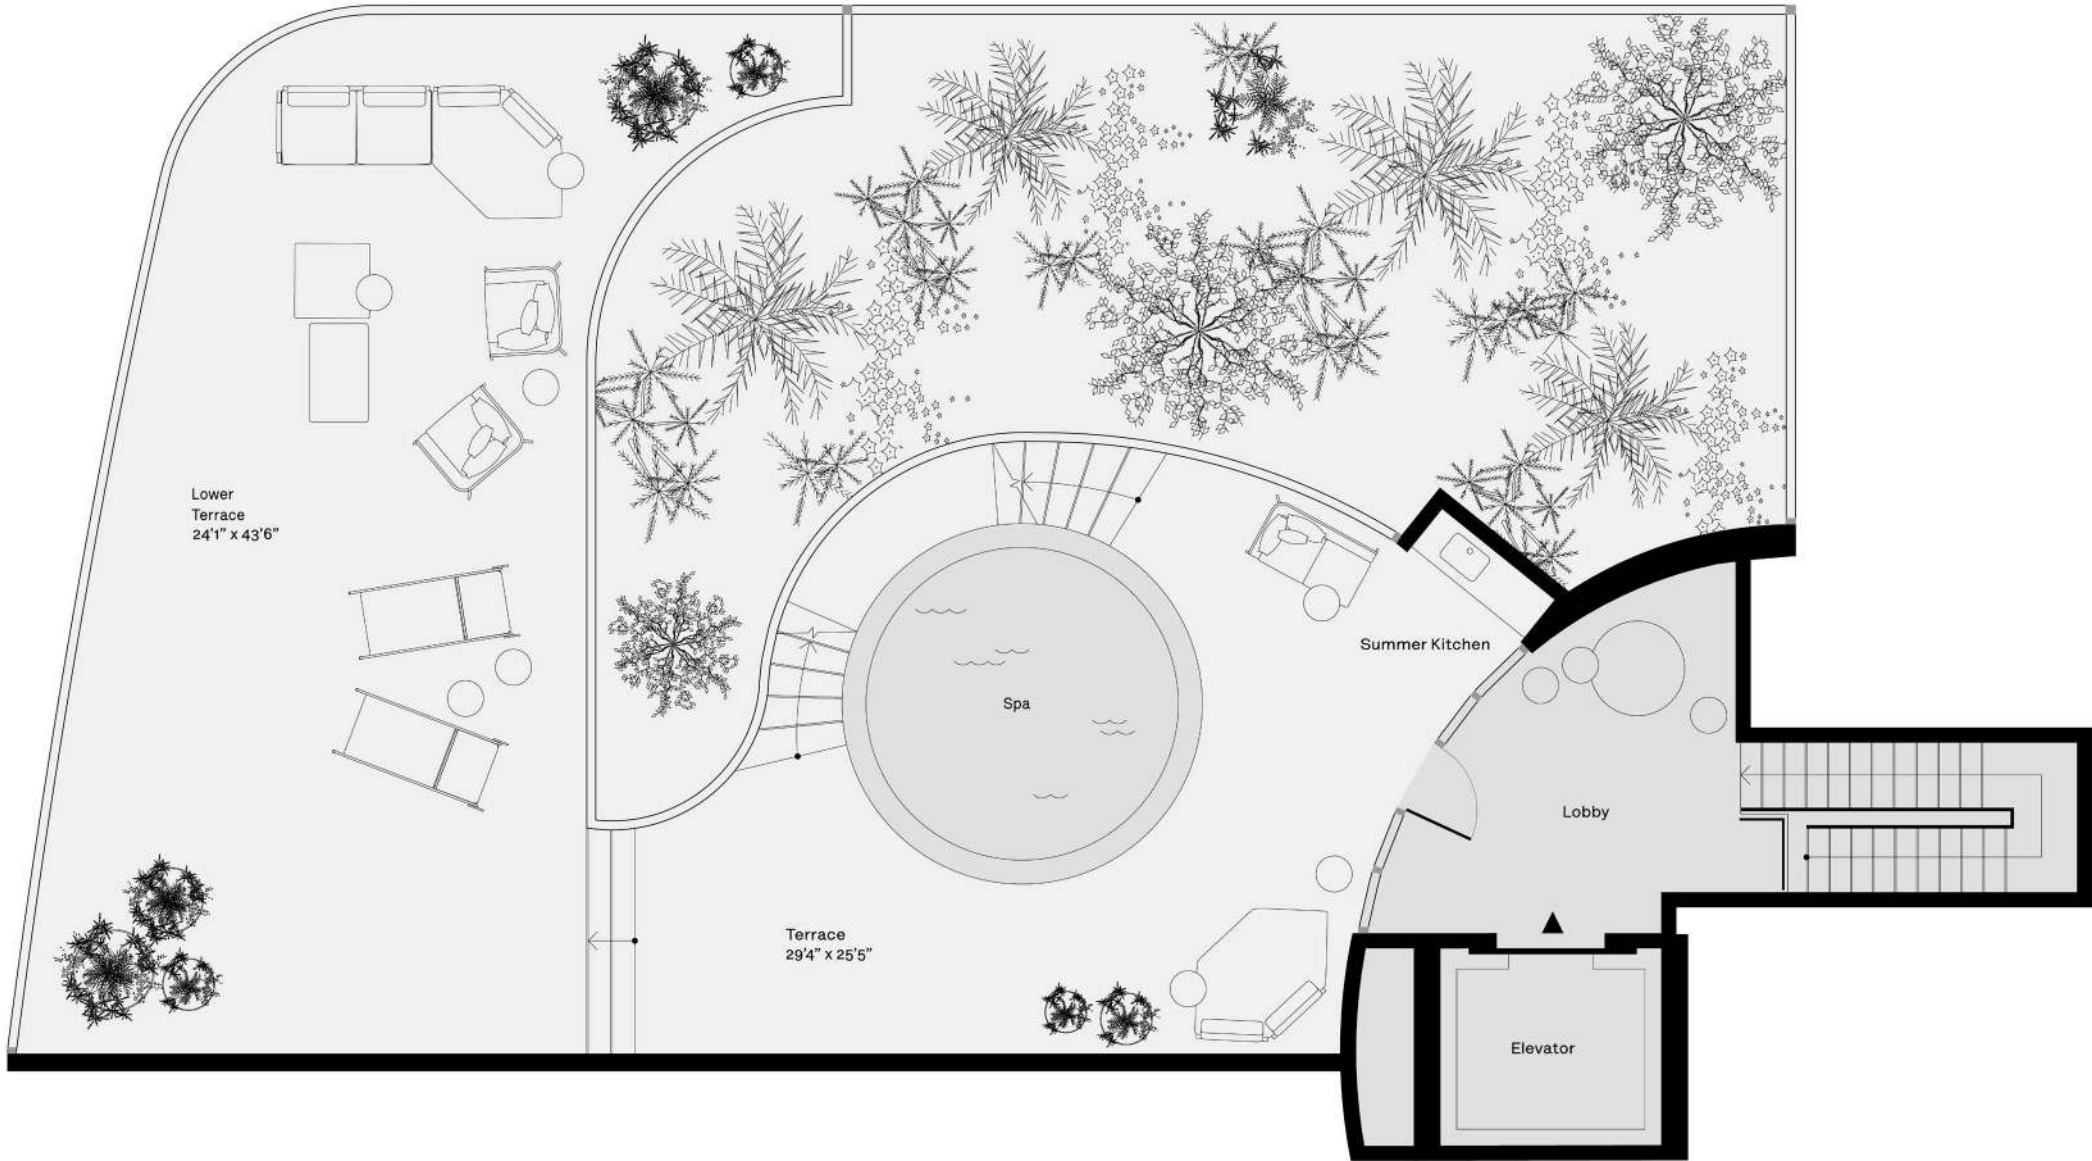 Lower
Terrace
24'1" x 43'6"
Summer Kitchen
Spa
Lobby
Terrace
29'4" x 25'5"
Elevator